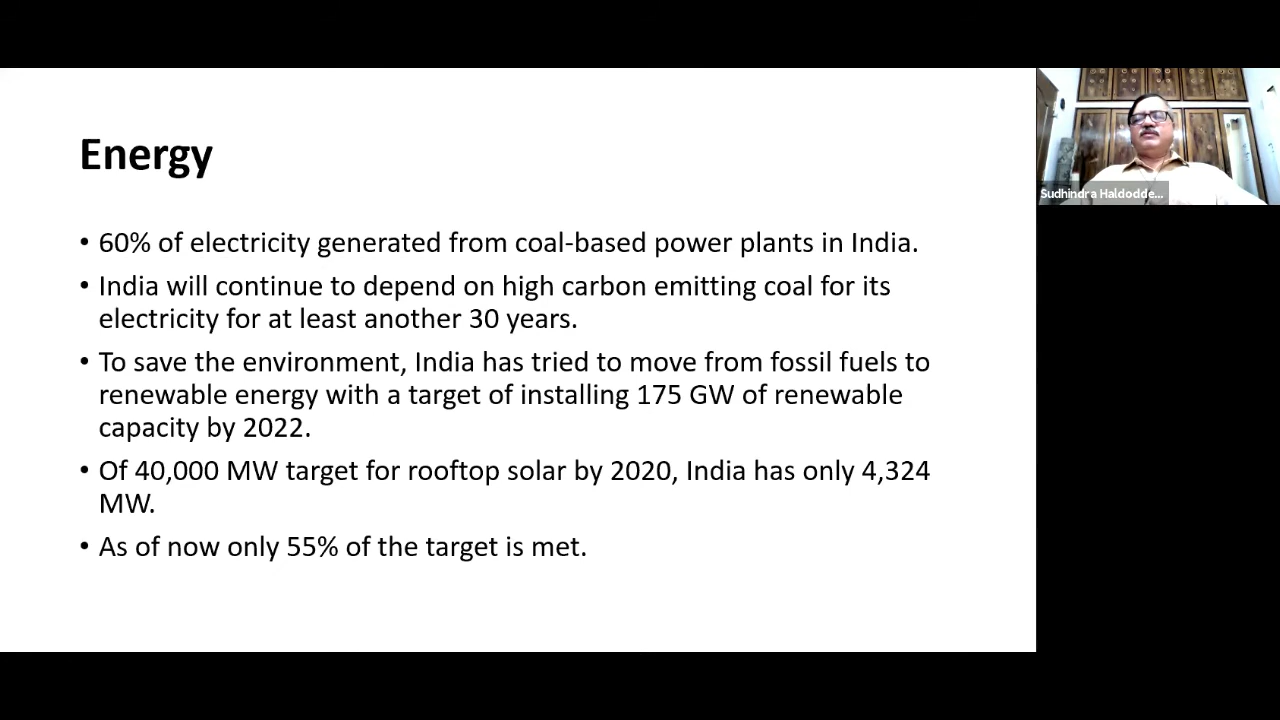 Energy
• 60% of electricity generated from coal-based power plants in India.
• India will continue to depend on high carbon emitting coal for its
electricity for at least another 30 years.
• To save the environment, India has tried to move from fossil fuels to
renewable energy with a target of installing 175 GW of renewable
capacity by 2022.
• Of 40,000 MW target for rooftop solar by 2020, India has only 4,324
MW.
• As of now only 55% of the target is met.
Sudhindra Haldodde...